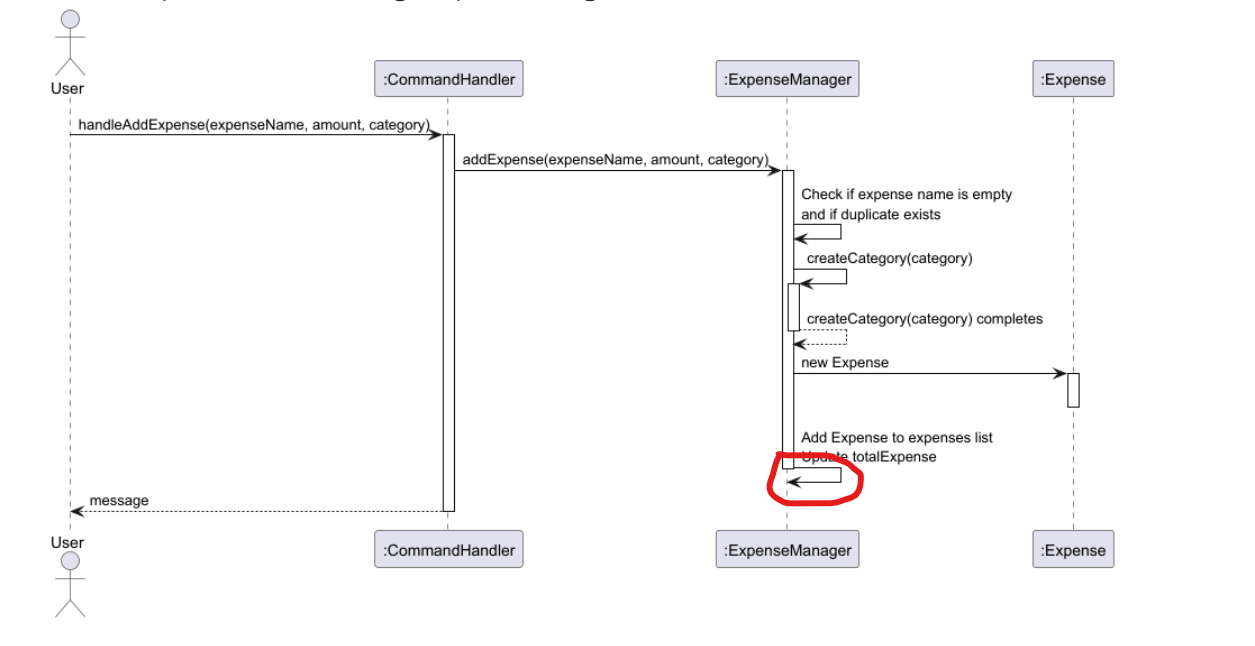 User
:CommandHandler
:ExpenseManager
:Expense
handleAddExpense(expenseName, amount, category)
addExpense(expenseName, amount, category)
Check if expense name is empty
and if duplicate exists
createCategory(category)
createCategory(category) completes
new Expense
Add Expense to expenses list
Update totalExpense
message
User
:CommandHandler
:ExpenseManager
:Expense